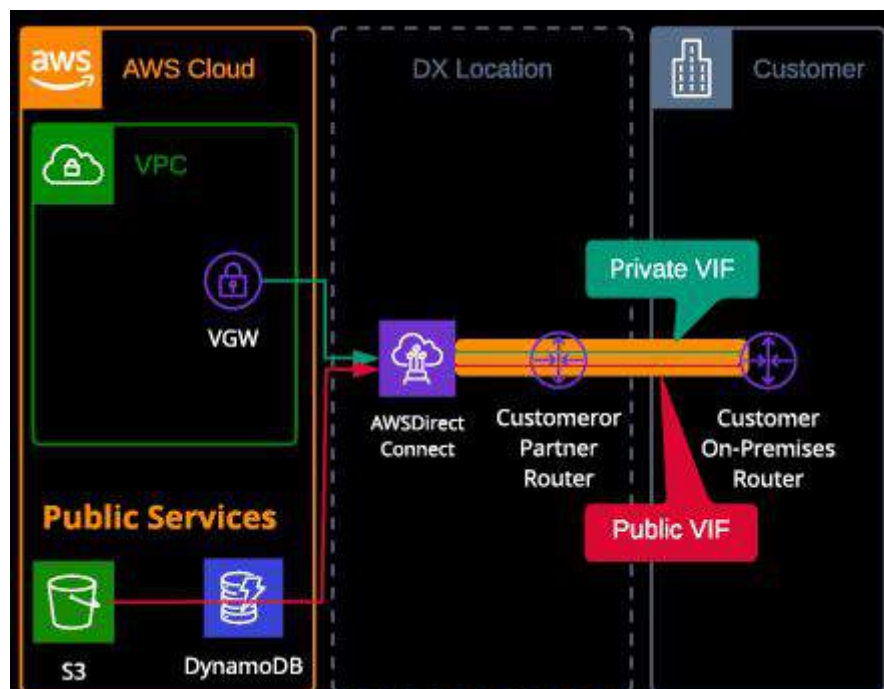 aws
AWS Cloud
DX Location
Customer
VPC
Private VIF
VGW
AWSDirect
Connect
Customeror
Partner
Router
Customer
On-Premises
Router
Public Services
Public VIF
S3
DynamoDB